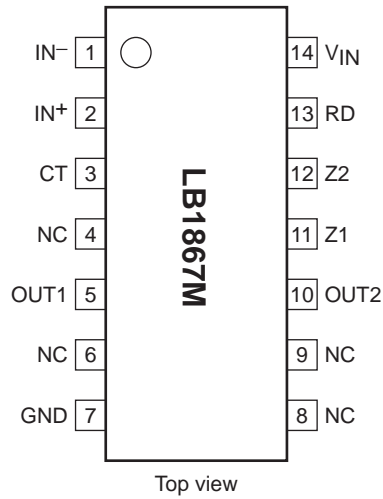 IN− 1 14 VIN
IN+ 2 13 RD
CT 3 12 Z2
NC 4 11 Z1
OUT1 5 10 OUT2
NC 6 9 NC
GND 7 8 NC
LB1867M
Top view